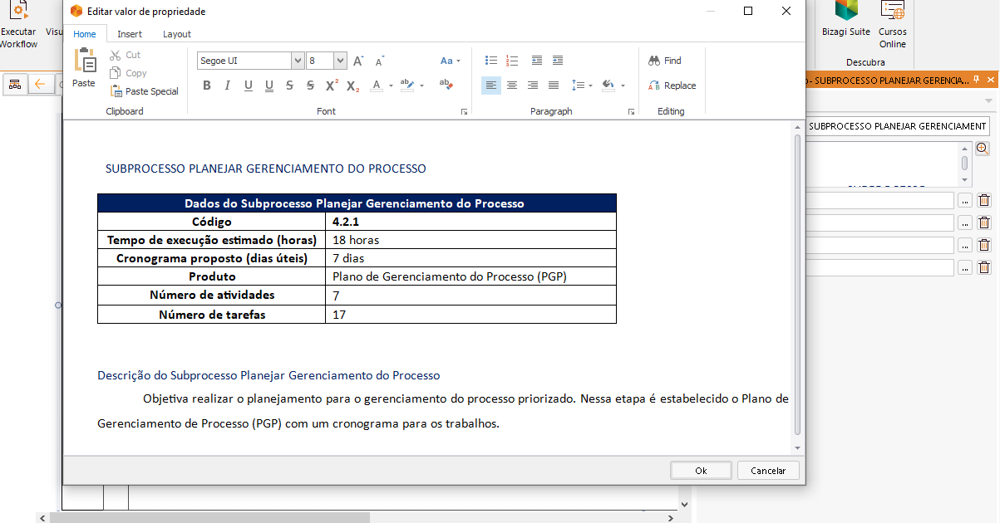 Editar valor de propriedade
Executar
Workflow
Visu
Bizagi Suite
Cursos
Online
Descubra
Home Insert Layout
Paste
Cut
Copy
Paste Special
Clipboard
Segoe UI 8
Aa
B I U U S S X² X₂ A ab ab
Font
Paragraph
Find
Replace
Editing
- SUBPROCESSO PLANEJAR GERENCIA...
SUBPROCESSO PLANEJAR GERENCIAMENT
SUBPROCESSO PLANEJAR GERENCIAMENTO DO PROCESSO
Dados do Subprocesso Planejar Gerenciamento do Processo
Código 4.2.1
Tempo de execução estimado (horas) 18 horas
Cronograma proposto (dias úteis) 7 dias
Produto Plano de Gerenciamento do Processo (PGP)
Número de atividades 7
Número de tarefas 17
Descrição do Subprocesso Planejar Gerenciamento do Processo
Objetiva realizar o planejamento para o gerenciamento do processo priorizado. Nessa etapa é estabelecido o Plano de
Gerenciamento de Processo (PGP) com um cronograma para os trabalhos.
Ok Cancelar